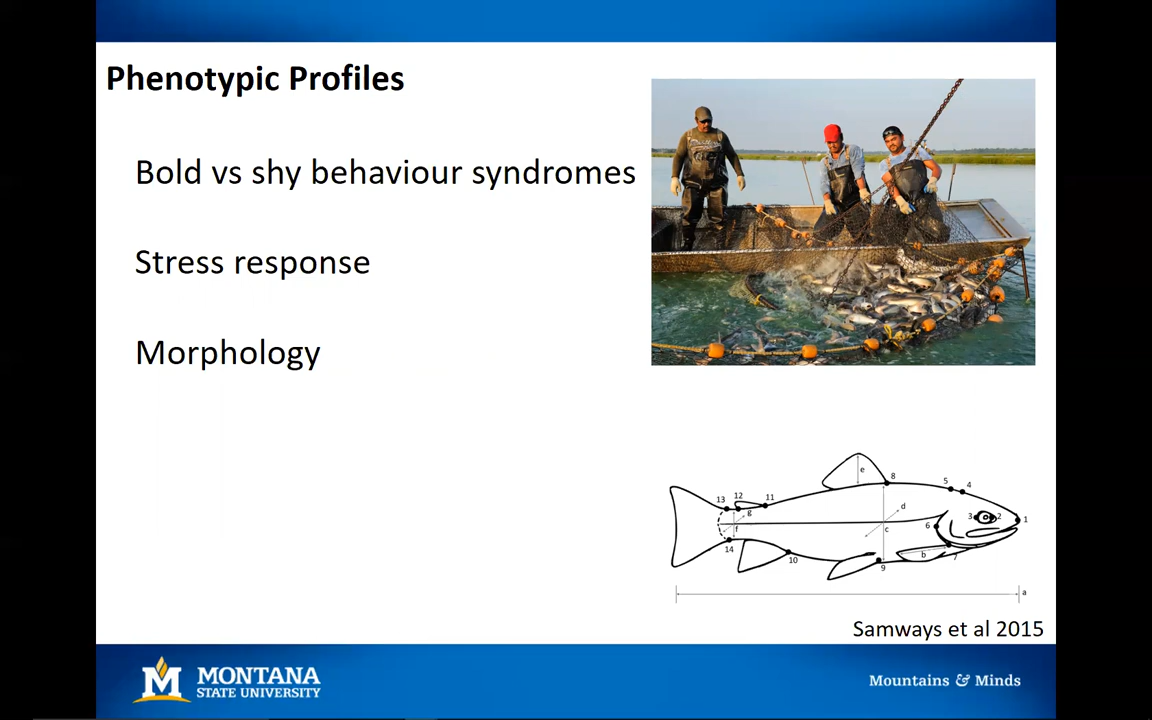 Phenotypic Profiles
Bold vs shy behaviour syndromes
Stress response
Morphology
e
8
5
4
13
12
11
g
d
3
2
1
f
c
6
14
10
b
7
9
a
Samways et al 2015
M
MONTANA
STATE UNIVERSITY
Mountains & Minds